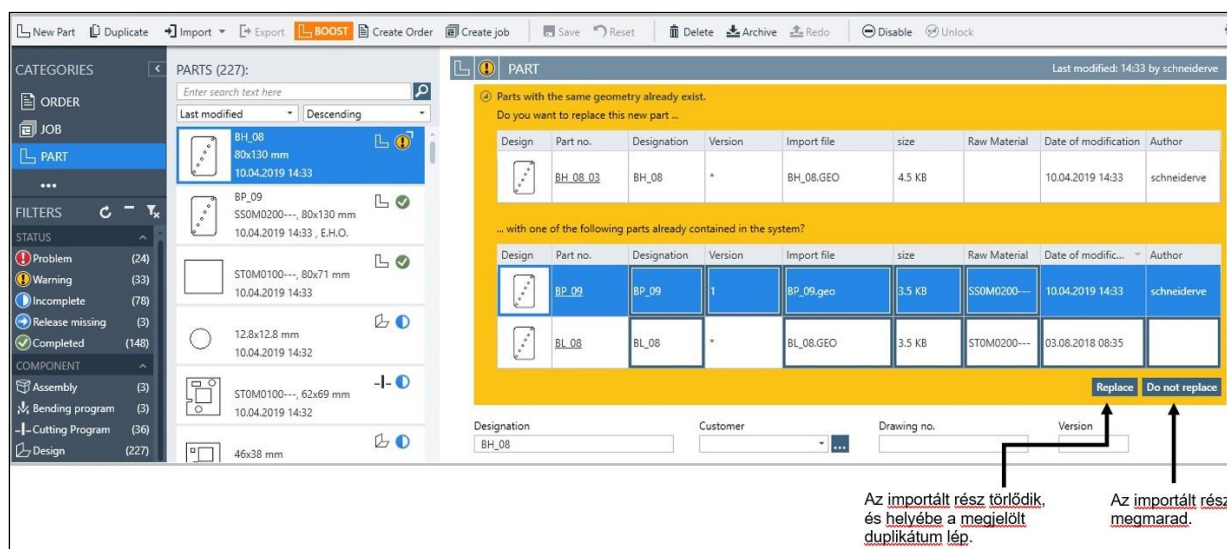 New Part Duplicate Import Export BOOST Create Order Create job Save Reset Delete Archive Redo Disable Unlock
CATEGORIES
ORDER
JOB
PART
•••
FILTERS
STATUS
Problem (24)
Warning (33)
Incomplete (78)
Release missing (3)
Completed (148)
COMPONENT
Assembly (3)
Bending program (3)
Cutting Program (36)
Design (227)
PARTS (227):
Enter search text here
Last modified Descending
BH_08
80x130 mm
10.04.2019 14:33
BP_09
SS0M0200---, 80x130 mm
10.04.2019 14:33 , E.H.O.
ST0M0100---, 80x71 mm
10.04.2019 14:33
12.8x12.8 mm
10.04.2019 14:32
ST0M0100---, 62x69 mm
10.04.2019 14:32
46x38 mm
PART Last modified: 14:33 by schneiderve
Parts with the same geometry already exist.
Do you want to replace this new part ...
Design Part no. Designation Version Import file size Raw Material Date of modification Author
BH_08_03 BH_08 * BH_08.GEO 4.5 KB 10.04.2019 14:33 schneiderve
... with one of the following parts already contained in the system?
Design Part no. Designation Version Import file size Raw Material Date of modific... Author
BP_09 BP_09 1 BP_09.geo 3.5 KB SS0M0200--- 10.04.2019 14:33 schneiderve
BL_08 BL_08 * BL_08.GEO 3.5 KB ST0M0200--- 03.08.2018 08:35
Replace Do not replace
Designation Customer Drawing no. Version
BH_08 ...
Az importált rész törlődik,
és helyébe a megjelölt
duplikátum lép.
Az importált rész
megmarad.